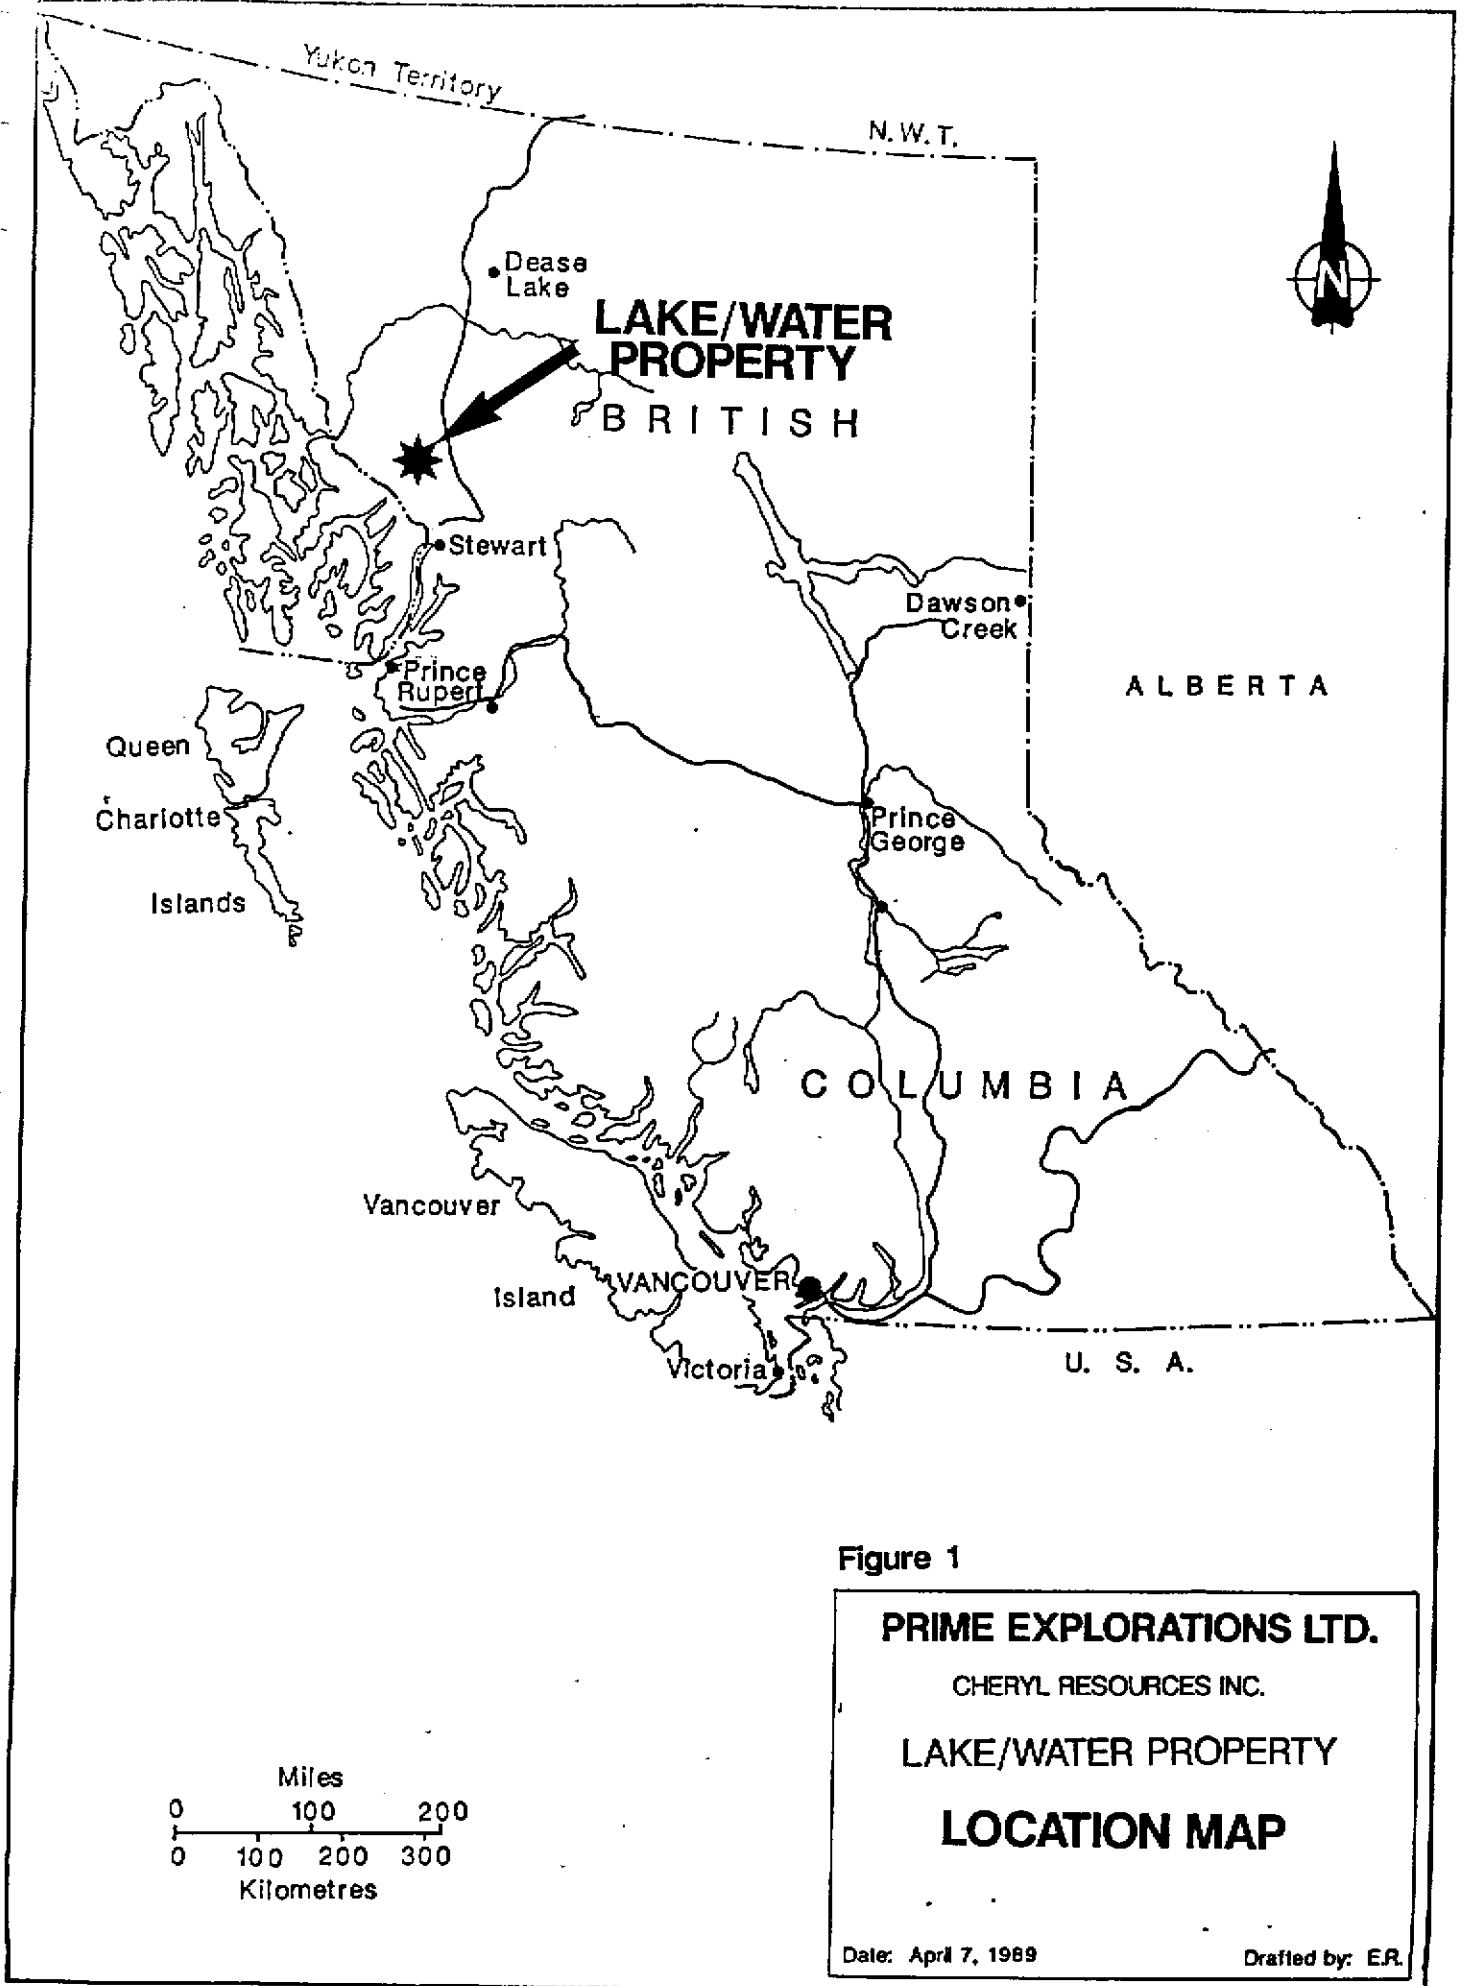 Yukon Territory
N.W.T.
Dease
Lake
LAKE/WATER
PROPERTY
N
BRITISH
Stewart
Dawson
Creek
Prince
Rupert
ALBERTA
Queen
Charlotte
Islands
Prince
George
COLUMBIA
Vancouver
Island
VANCOUVER
Victoria
U. S. A.
Figure 1
PRIME EXPLORATIONS LTD.
CHERYL RESOURCES INC.
LAKE/WATER PROPERTY
LOCATION MAP
Date: April 7, 1989
Drafted by: E.R.
Miles
0 100 200
0 100 200 300
Kilometres